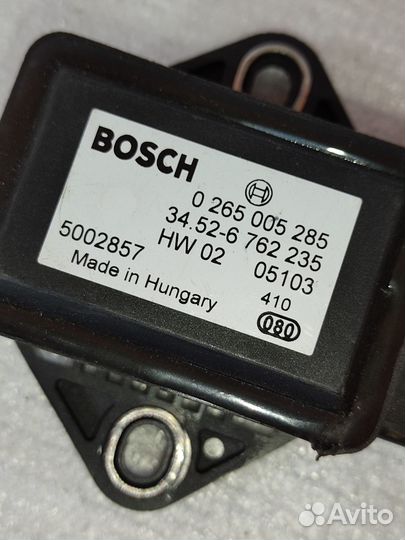 BOSCH
0 265 005 285
34.52-6 762 235
5002857 HW 02 05103
Made in Hungary 410
080
Avito